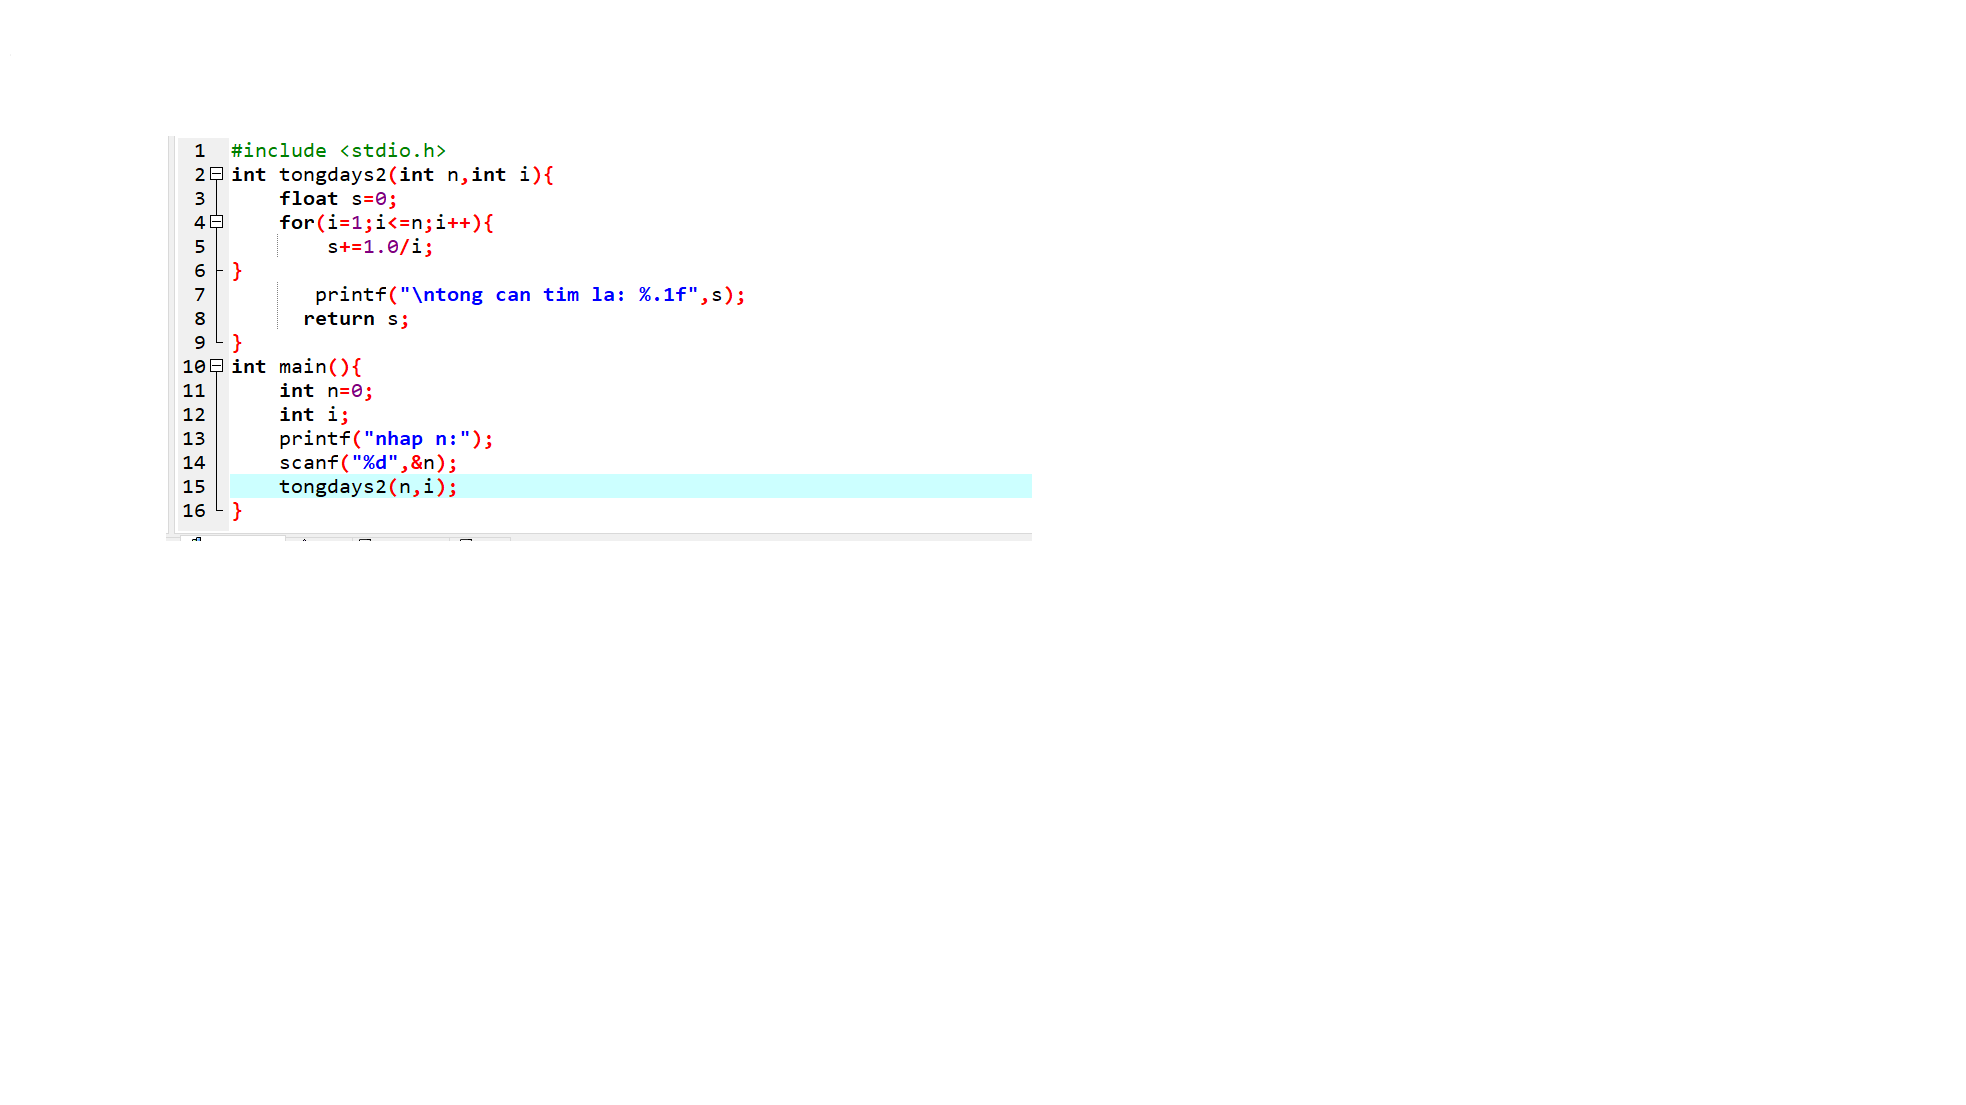 1 #include <stdio.h>
2 int tongdays2(int n,int i){
3 float s=0;
4 for(i=1;i<=n;i++){
5 s+=1.0/i;
6 }
7 printf("\ntong can tim la: %.1f",s);
8 return s;
9 }
10 int main(){
11 int n=0;
12 int i;
13 printf("nhap n:");
14 scanf("%d",&n);
15 tongdays2(n,i);
16 }